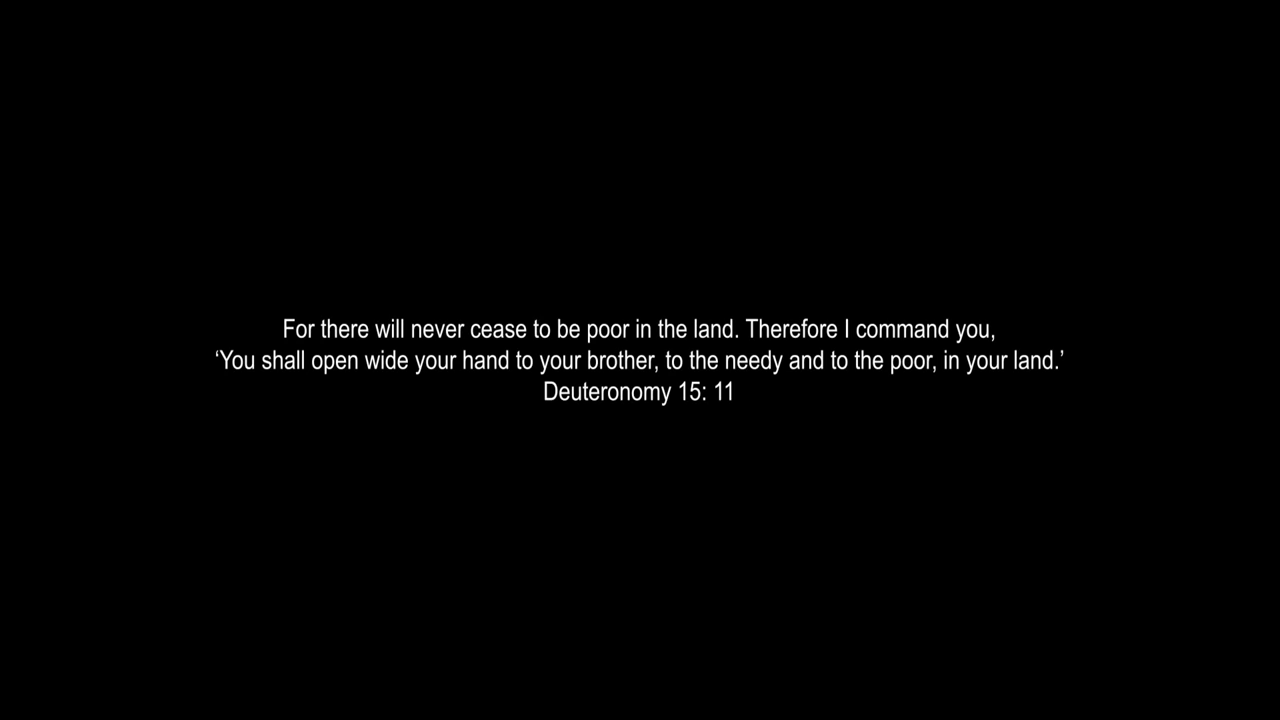 For there will never cease to be poor in the land. Therefore I command you,
‘You shall open wide your hand to your brother, to the needy and to the poor, in your land.’
Deuteronomy 15: 11